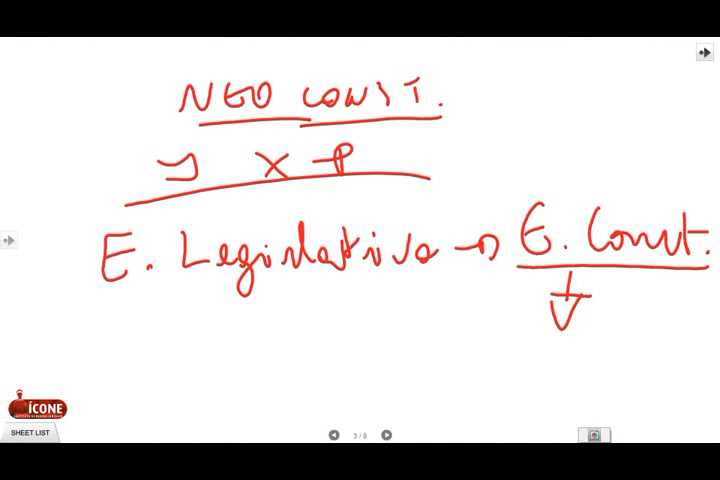 NEO CONST.
X P
E. Legislativo → E. Const.
ÍCONE
SHEET LIST
3 / 8